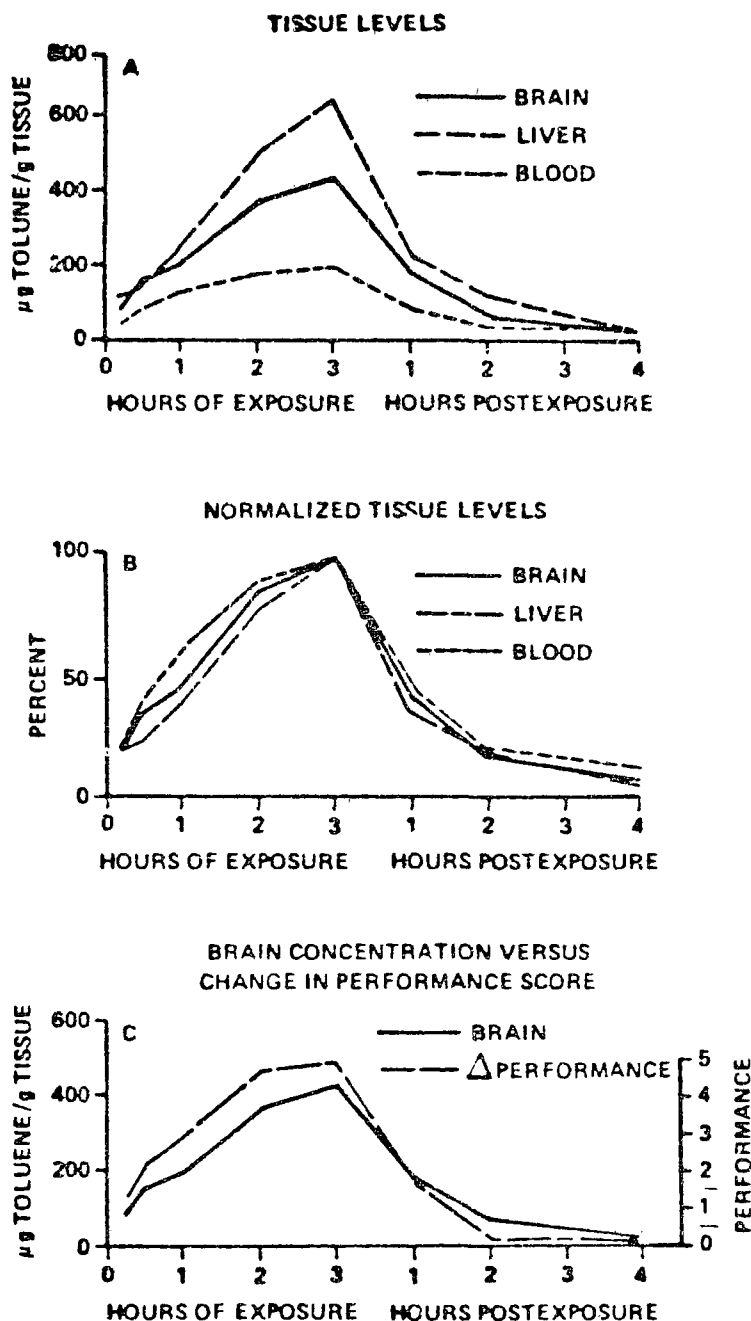 TISSUE LEVELS
800
A
600
400
200
0
µg TOLUNE/g TISSUE
BRAIN
LIVER
BLOOD
0 1 2 3 1 2 3 4
HOURS OF EXPOSURE HOURS POSTEXPOSURE
NORMALIZED TISSUE LEVELS
100
B
50
0
PERCENT
BRAIN
LIVER
BLOOD
0 1 2 3 1 2 3 4
HOURS OF EXPOSURE HOURS POSTEXPOSURE
BRAIN CONCENTRATION VERSUS
CHANGE IN PERFORMANCE SCORE
600
C
400
200
0
µg TOLUENE/g TISSUE
BRAIN
Δ PERFORMANCE
5
4
3
2
1
0
PERFORMANCE
0 1 2 3 1 2 3 4
HOURS OF EXPOSURE HOURS POSTEXPOSURE